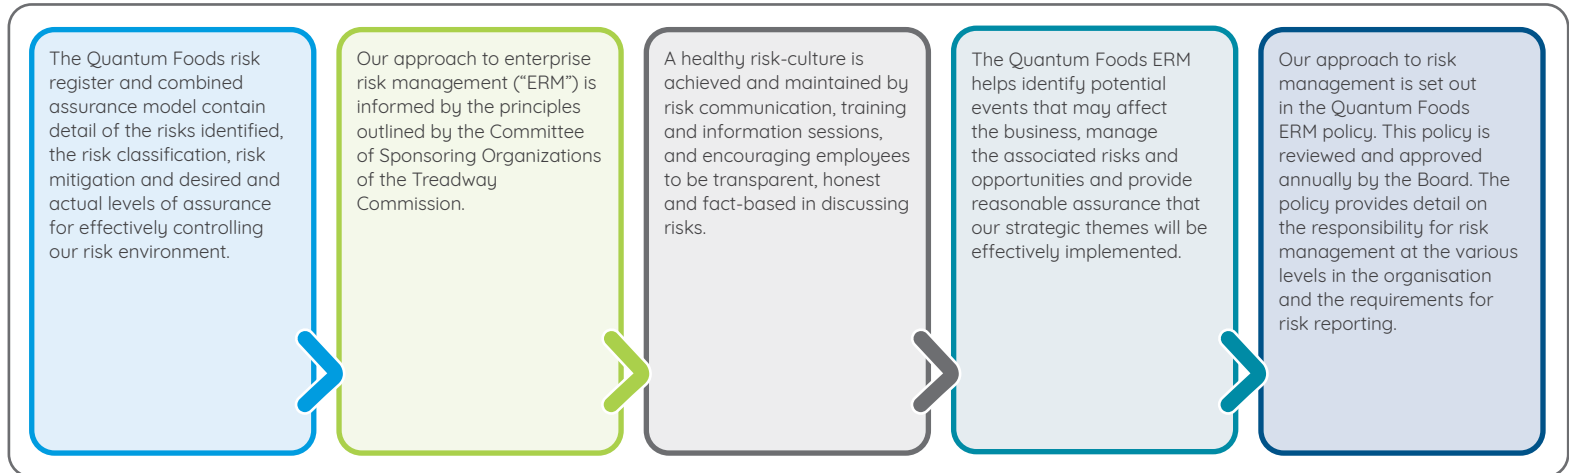 The Quantum Foods risk
register and combined
assurance model contain
detail of the risks identified,
the risk classification, risk
mitigation and desired and
actual levels of assurance
for effectively controlling
our risk environment.
Our approach to enterprise
risk management (“ERM”) is
informed by the principles
outlined by the Committee
of Sponsoring Organizations
of the Treadway
Commission.
A healthy risk-culture is
achieved and maintained by
risk communication, training
and information sessions,
and encouraging employees
to be transparent, honest
and fact-based in discussing
risks.
The Quantum Foods ERM
helps identify potential
events that may affect
the business, manage
the associated risks and
opportunities and provide
reasonable assurance that
our strategic themes will be
effectively implemented.
Our approach to risk
management is set out
in the Quantum Foods
ERM policy. This policy is
reviewed and approved
annually by the Board. The
policy provides detail on
the responsibility for risk
management at the various
levels in the organisation
and the requirements for
risk reporting.